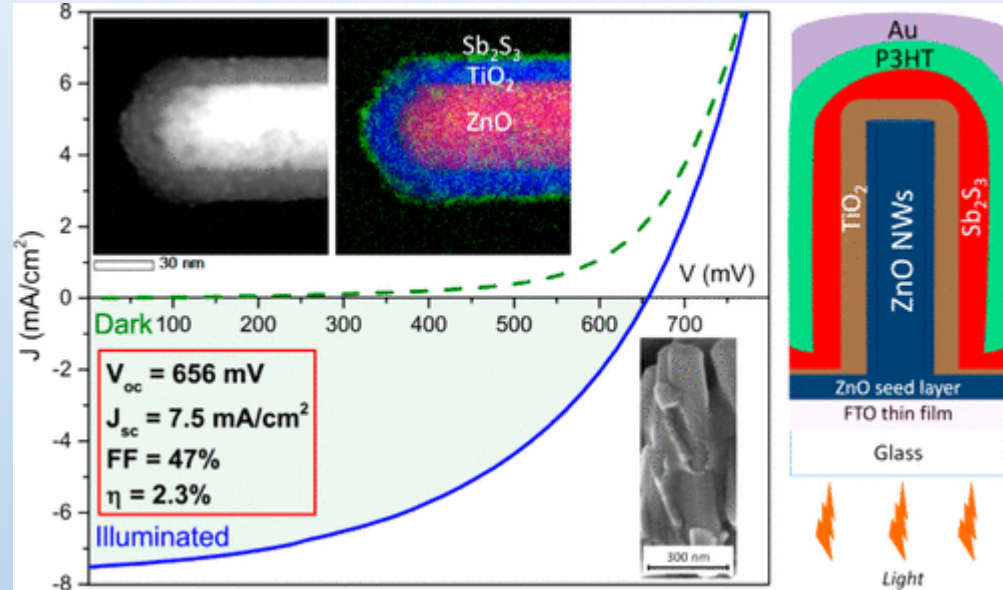 Sb₂S₃
TiO₂
ZnO
30 nm
8
6
4
2
0
-2
-4
-6
-8
J (mA/cm²)
V (mV)
100 200 300 400 500 600 700
Dark
V_oc = 656 mV
J_sc = 7.5 mA/cm²
FF = 47%
η = 2.3%
Illuminated
300 nm
Au
P3HT
TiO₂
ZnO NWs
Sb₂S₃
ZnO seed layer
FTO thin film
Glass
Light